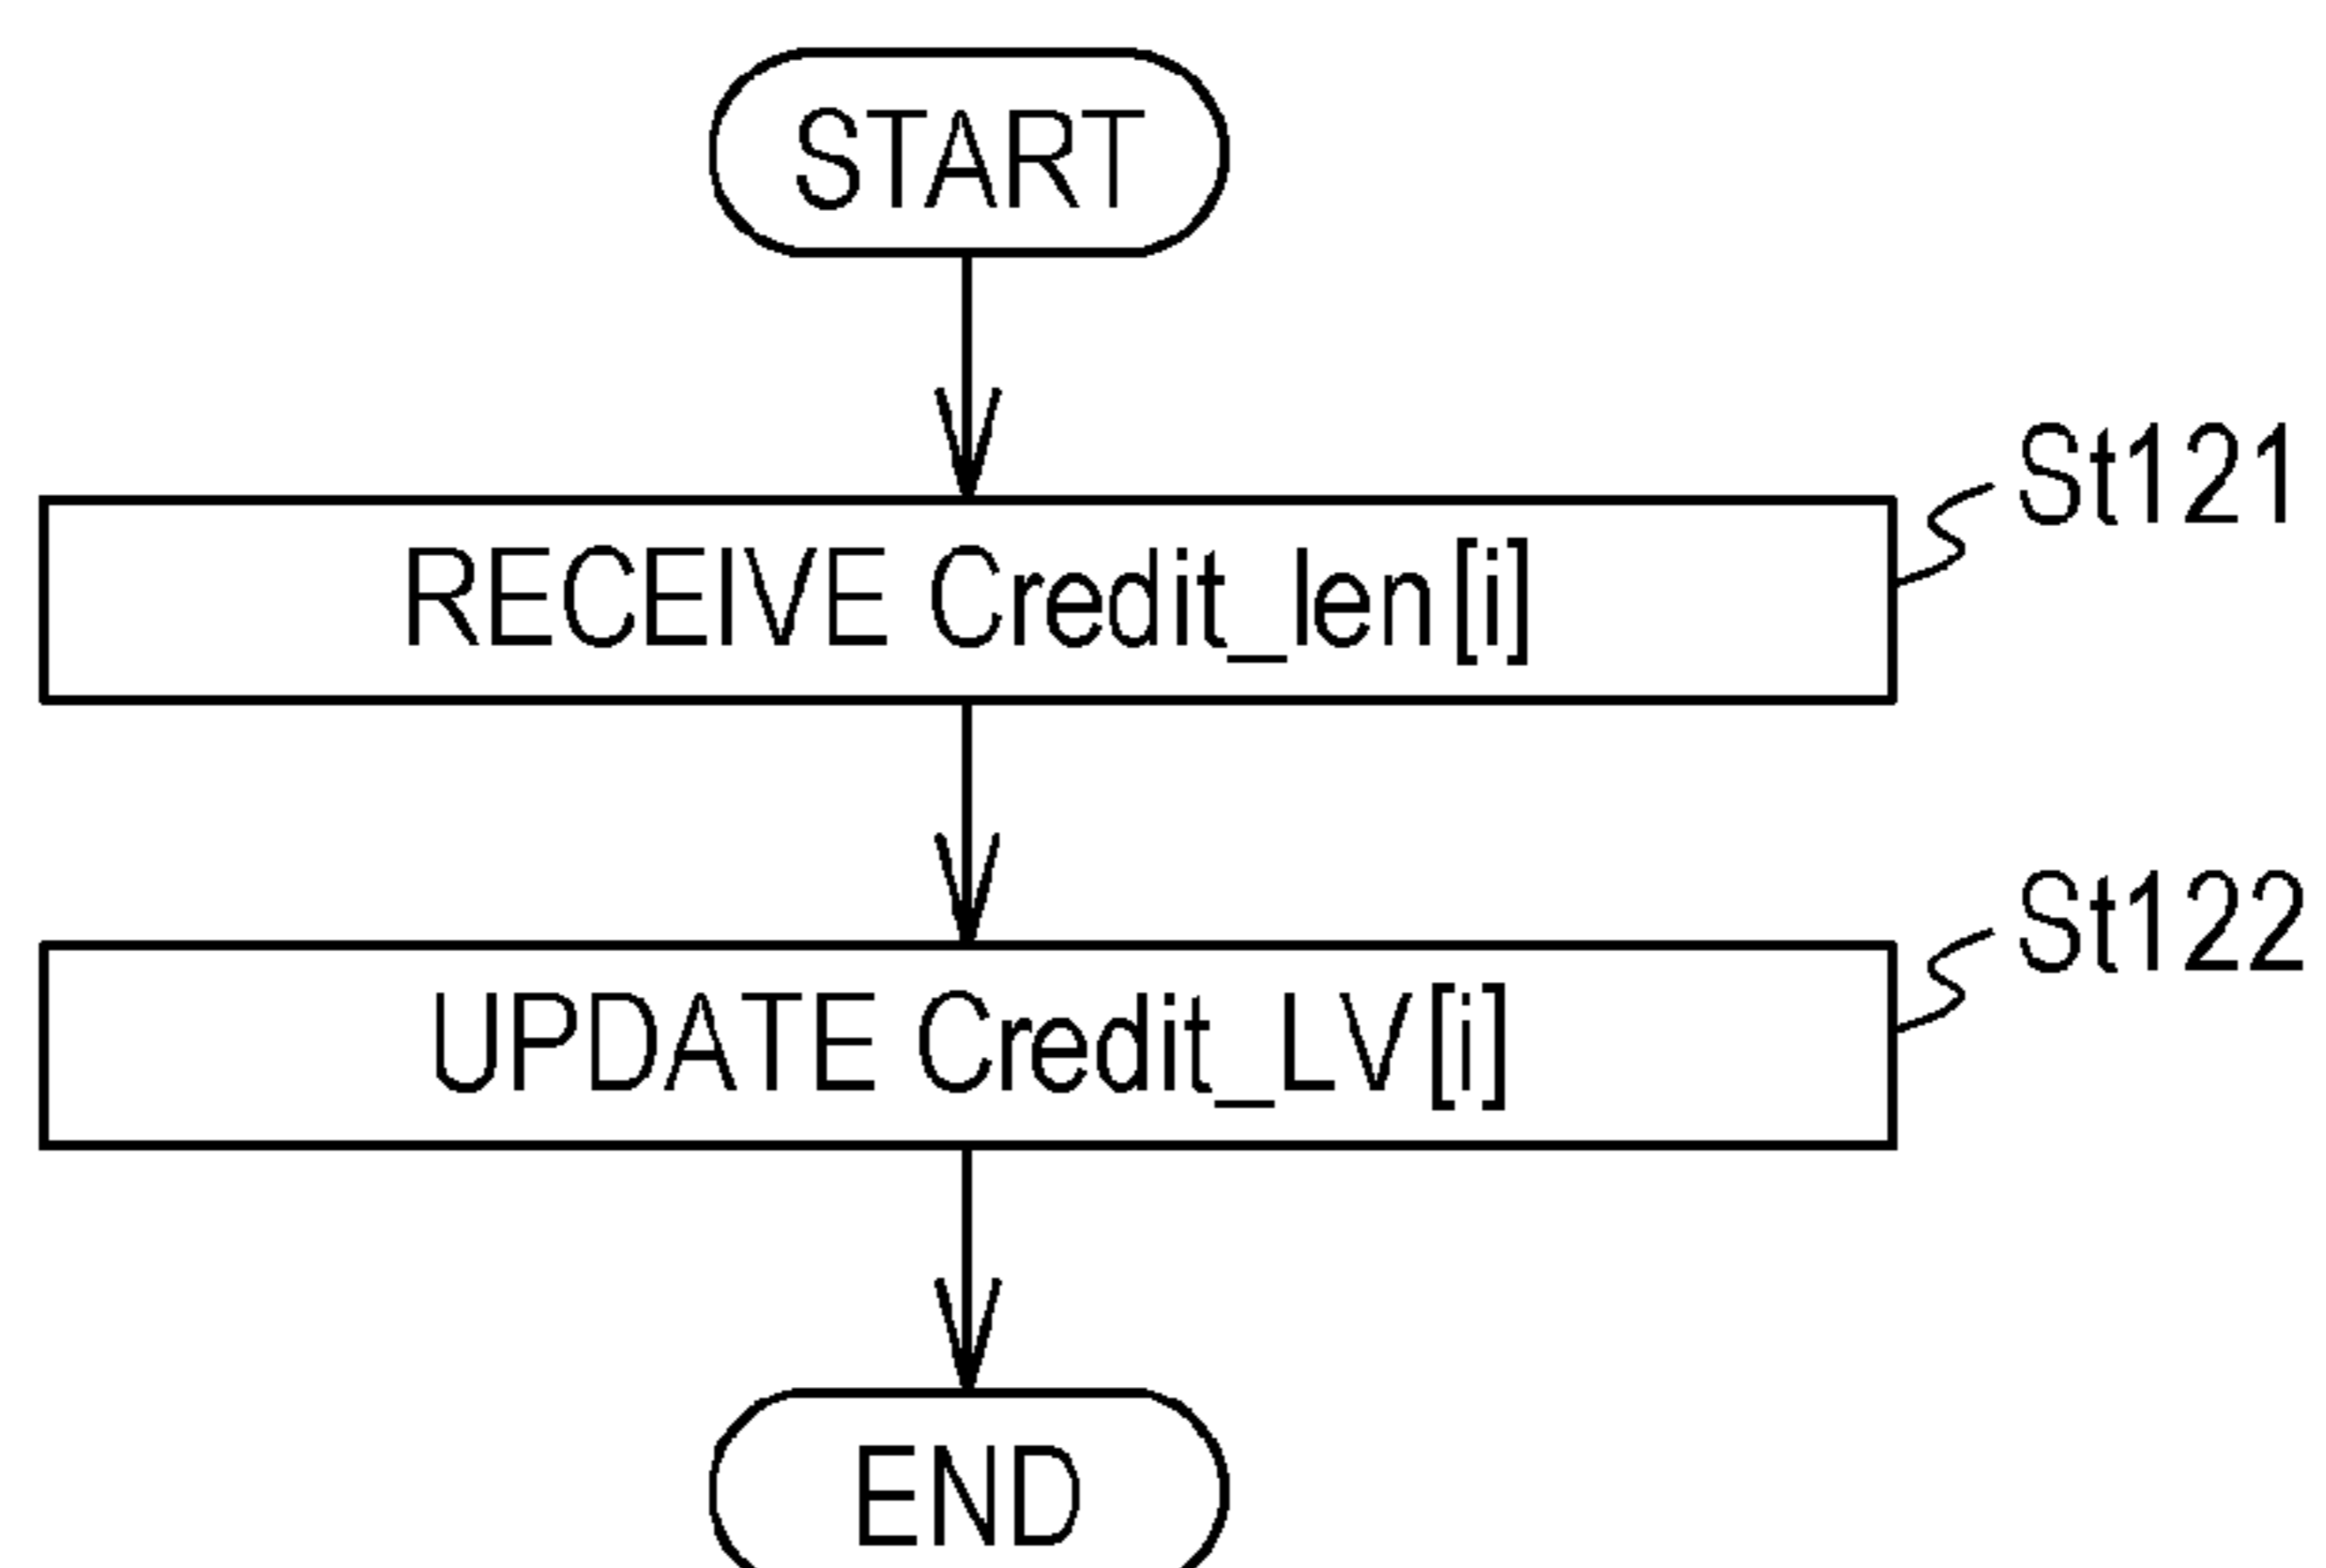 START
St121
RECEIVE Credit_len[i]
St122
UPDATE Credit_LV[i]
END